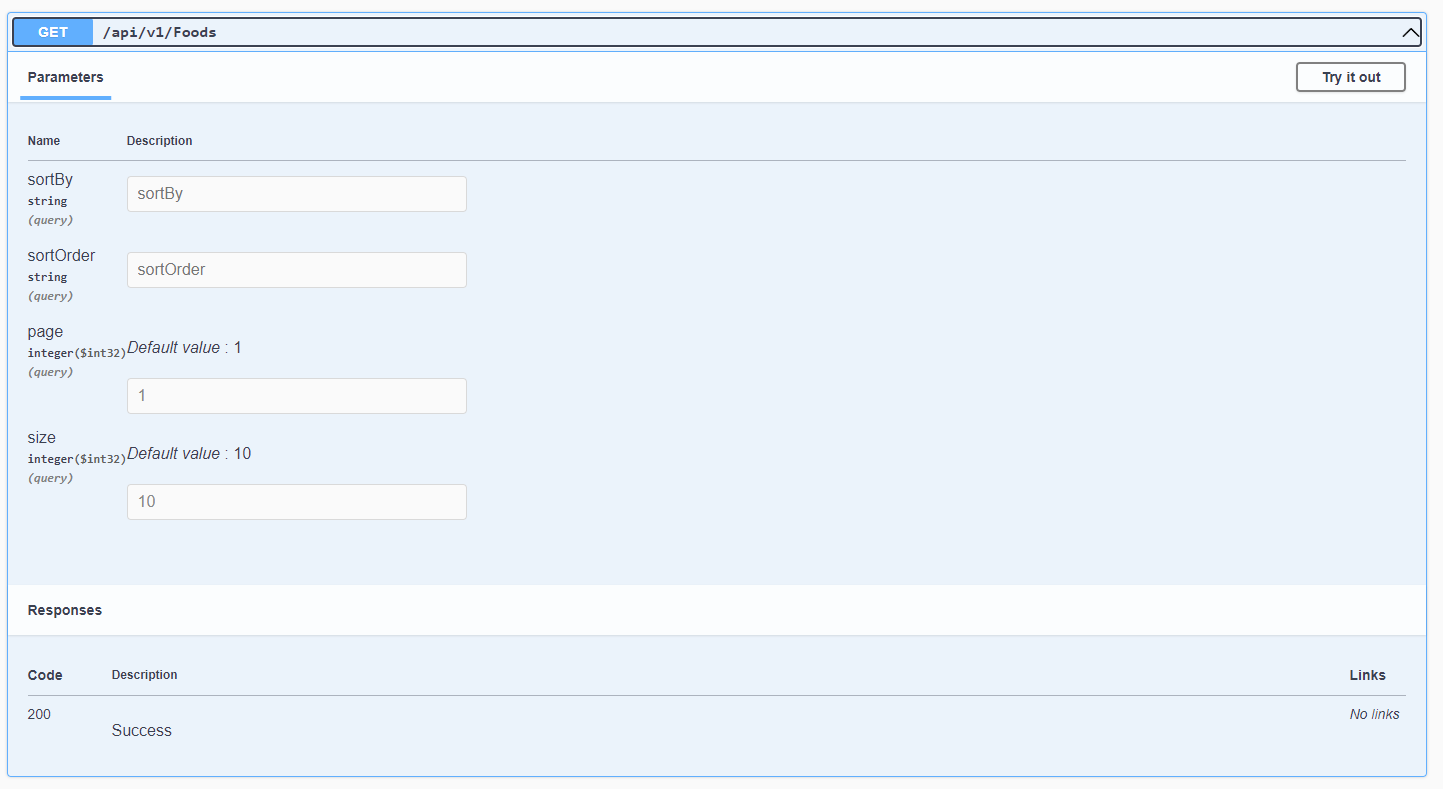 GET /api/v1/Foods
Parameters
Try it out
Name Description
sortBy
string
(query)
sortBy
sortOrder
string
(query)
sortOrder
page
integer($int32)
(query)
Default value : 1
1
size
integer($int32)
(query)
Default value : 10
10
Responses
Code Description Links
200
Success
No links